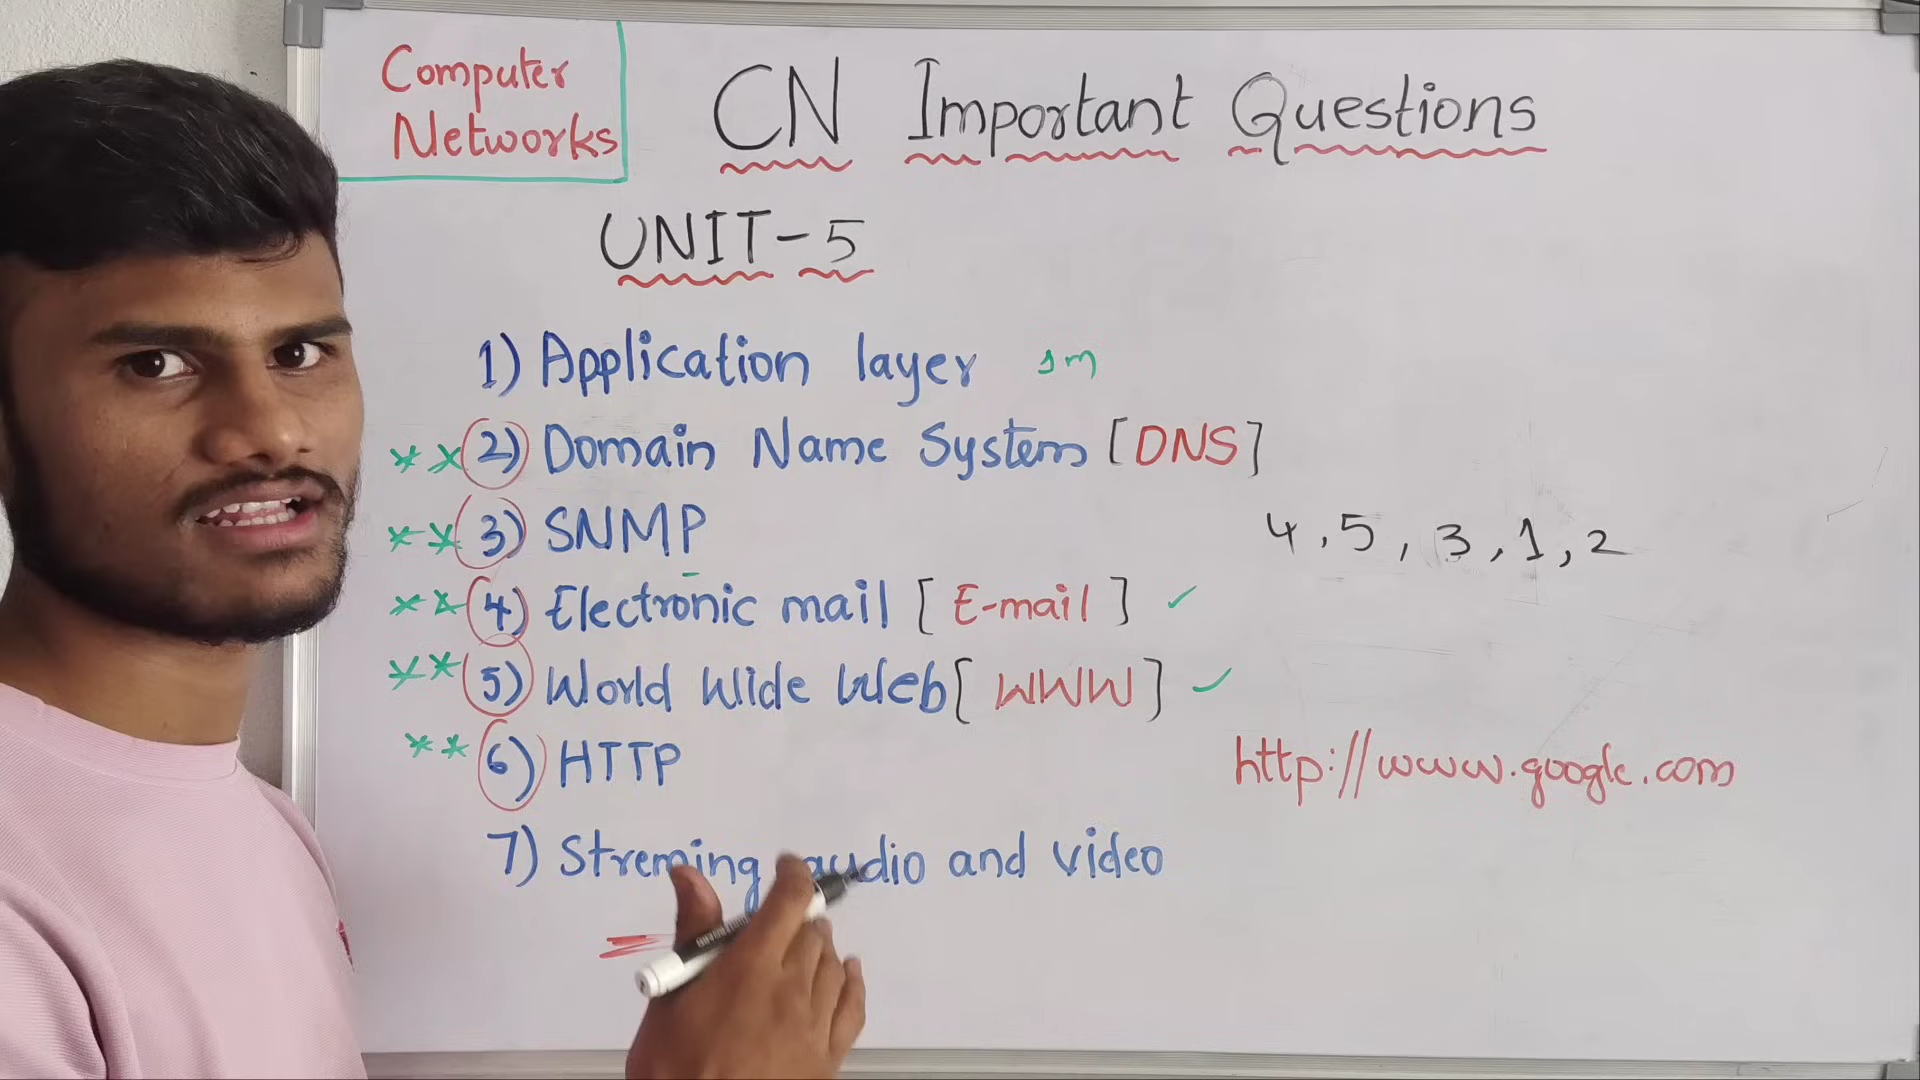 Computer
Networks
CN Important Questions
UNIT-5
1) Application layer 1m
** 2) Domain Name System [DNS]
** 3) SNMP
4,5,3,1,2
** 4) Electronic mail [E-mail] ✓
** 5) World Wide Web [WWW] ✓
** 6) HTTP
http://www.google.com
7) Streming audio and video